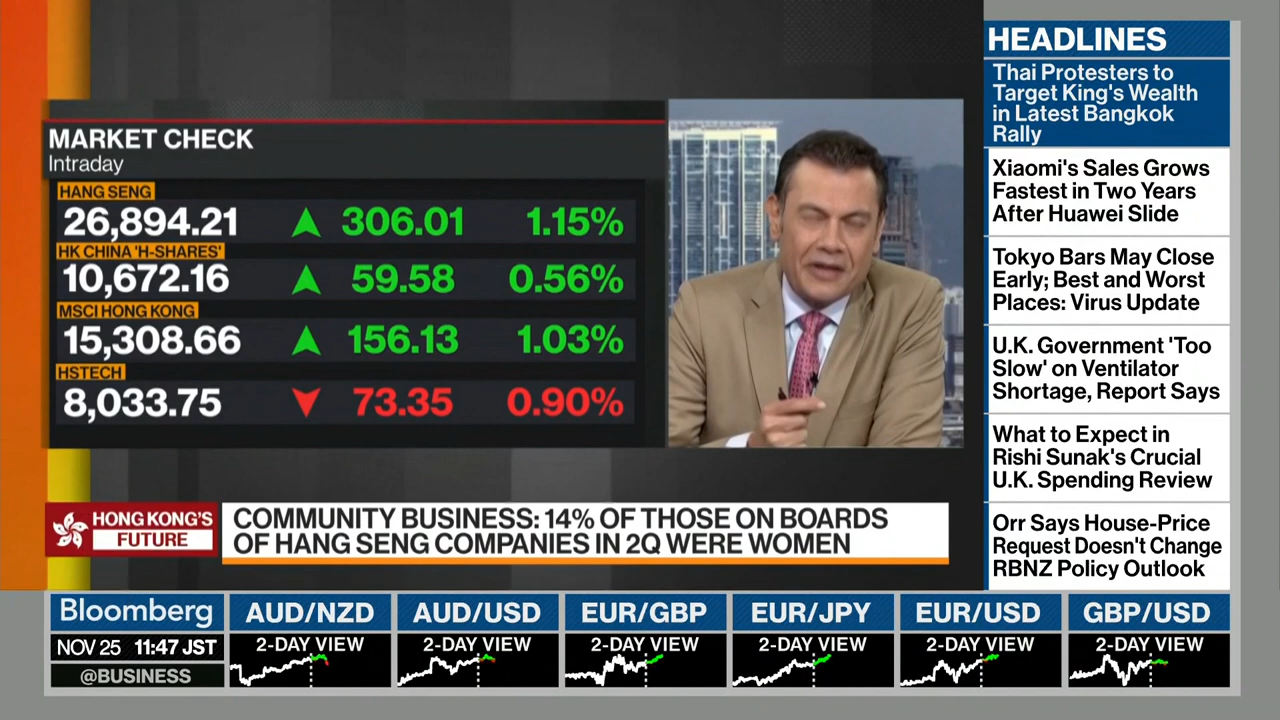 MARKET CHECK
Intraday
HANG SENG
26,894.21 306.01 1.15%
HK CHINA 'H-SHARES'
10,672.16 59.58 0.56%
MSCI HONG KONG
15,308.66 156.13 1.03%
HSTECH
8,033.75 73.35 0.90%
HONG KONG'S
FUTURE
COMMUNITY BUSINESS: 14% OF THOSE ON BOARDS
OF HANG SENG COMPANIES IN 2Q WERE WOMEN
HEADLINES
Thai Protesters to
Target King's Wealth
in Latest Bangkok
Rally
Xiaomi's Sales Grows
Fastest in Two Years
After Huawei Slide
Tokyo Bars May Close
Early; Best and Worst
Places: Virus Update
U.K. Government 'Too
Slow' on Ventilator
Shortage, Report Says
What to Expect in
Rishi Sunak's Crucial
U.K. Spending Review
Orr Says House-Price
Request Doesn't Change
RBNZ Policy Outlook
Bloomberg
NOV 25 11:47 JST
@BUSINESS
AUD/NZD
2-DAY VIEW
AUD/USD
2-DAY VIEW
EUR/GBP
2-DAY VIEW
EUR/JPY
2-DAY VIEW
EUR/USD
2-DAY VIEW
GBP/USD
2-DAY VIEW